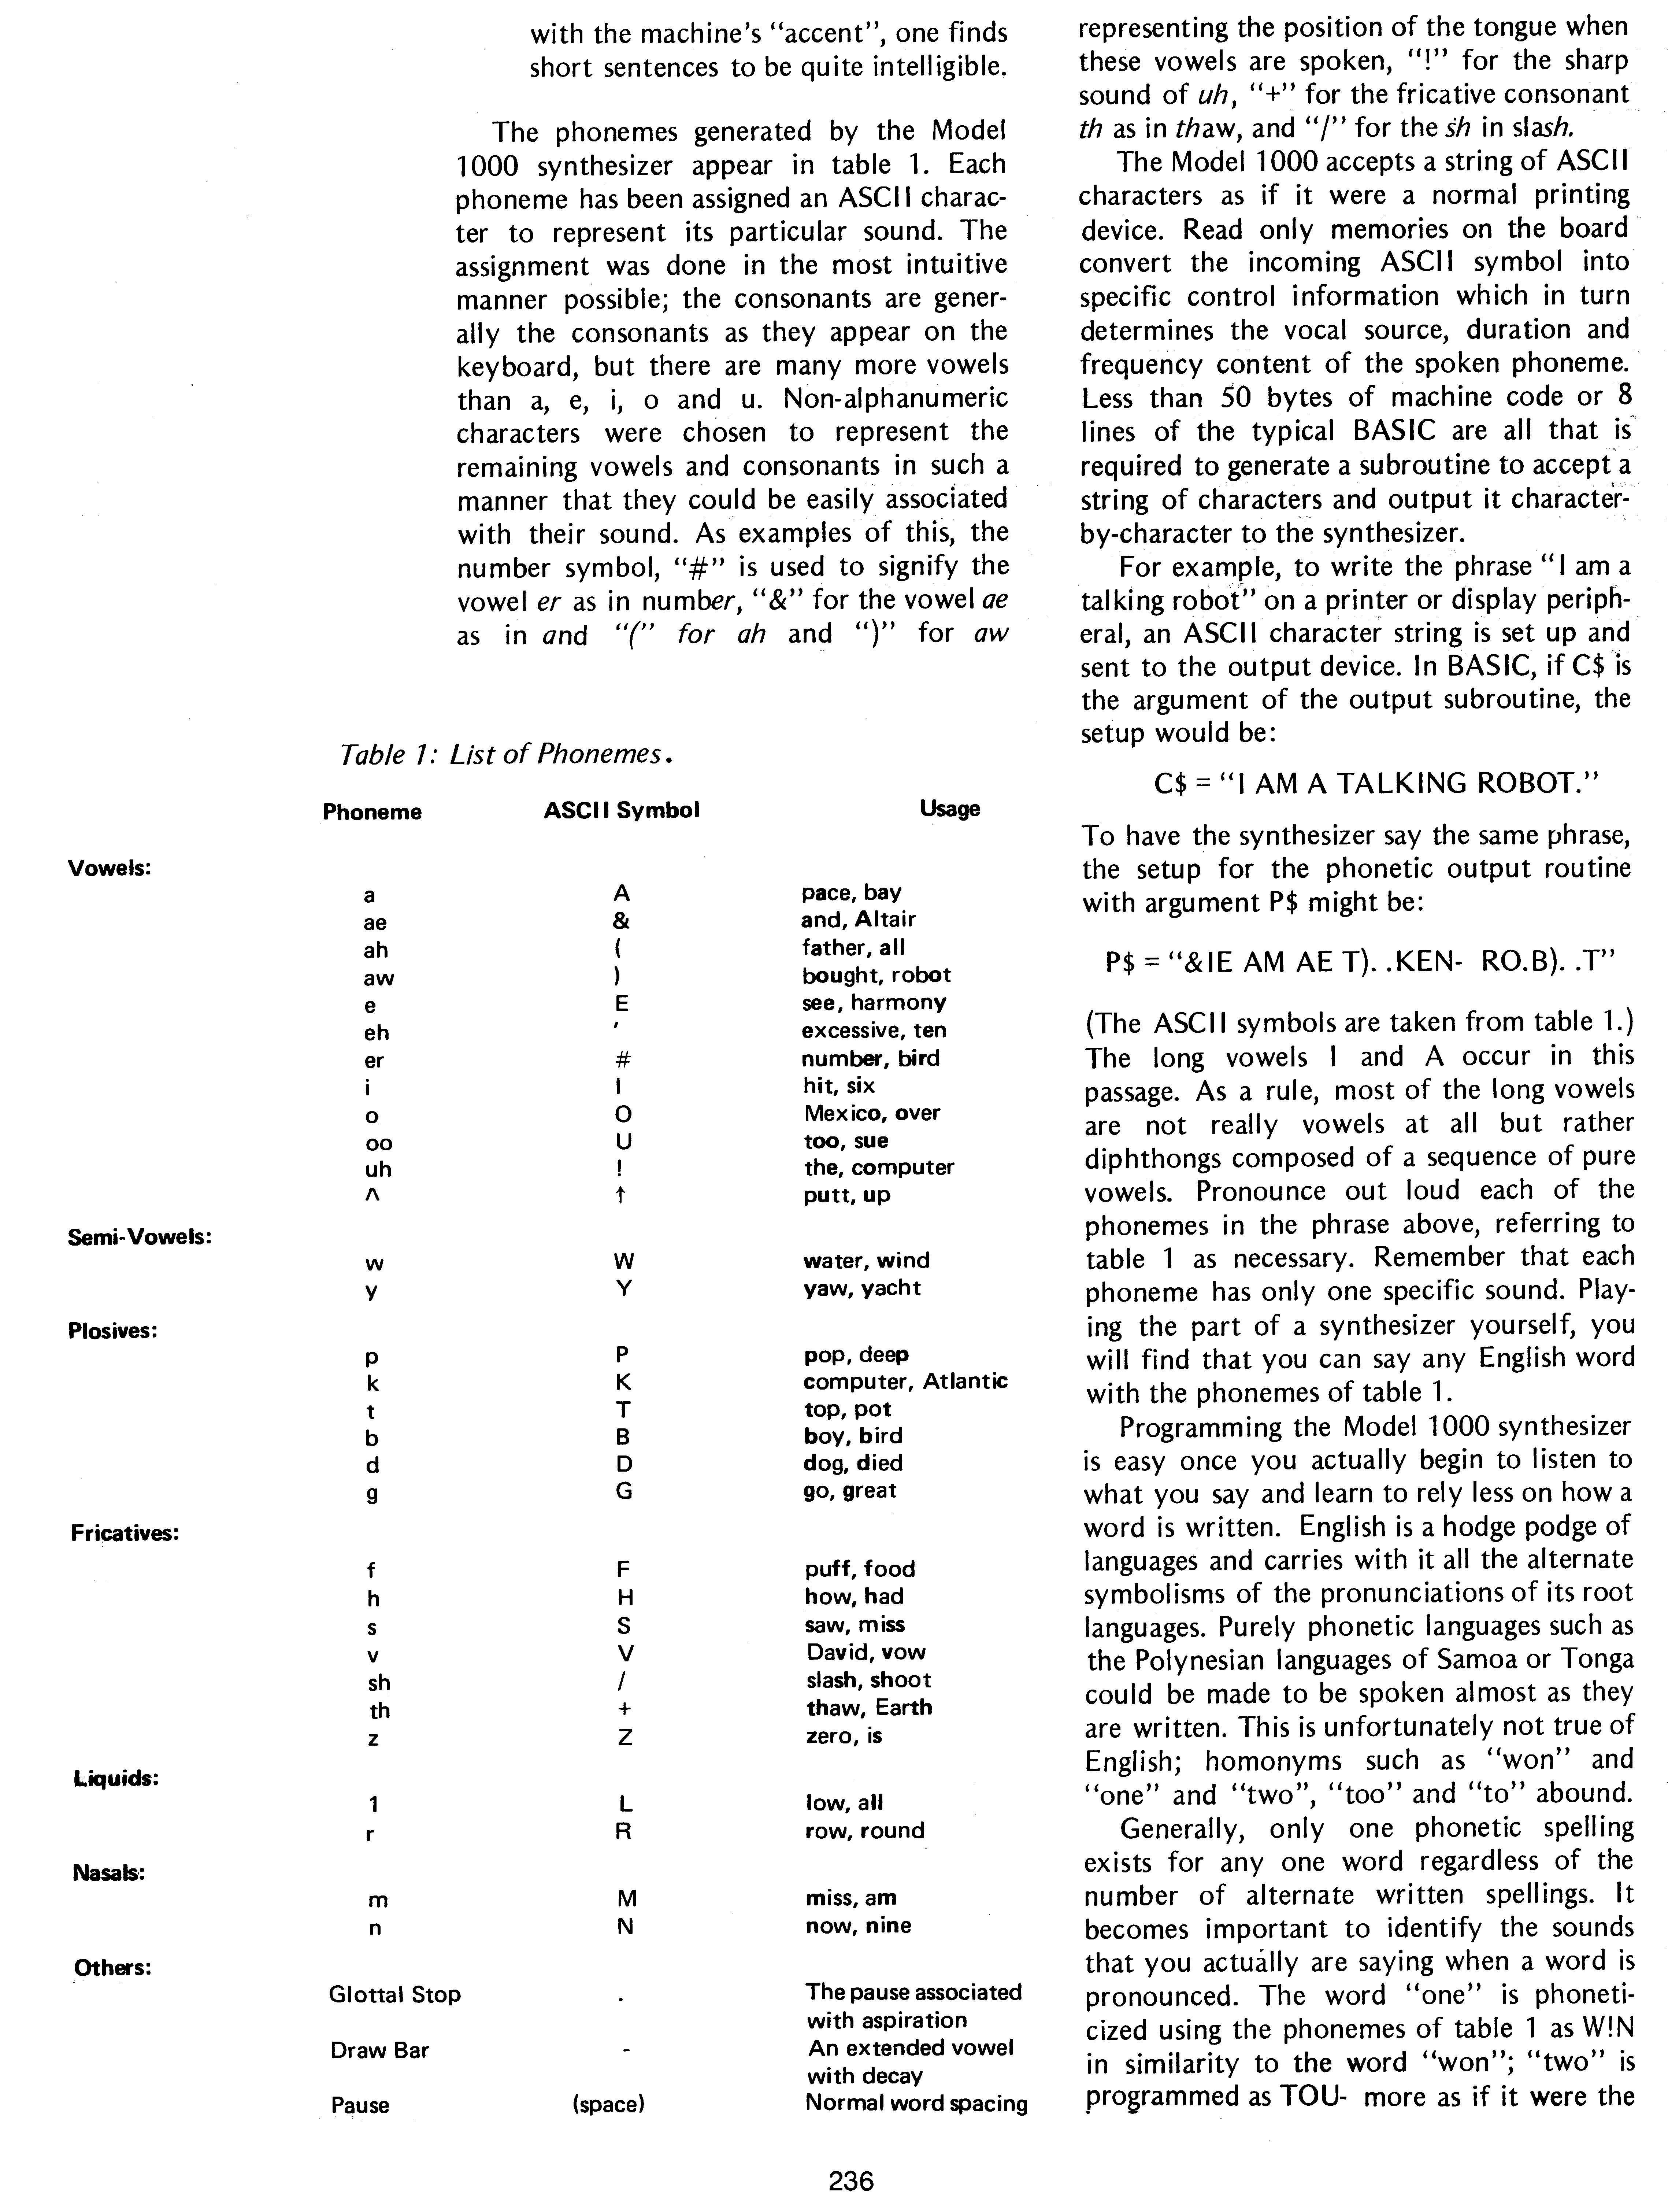 with the machine's "accent", one finds
short sentences to be quite intelligible.
The phonemes generated by the Model
1000 synthesizer appear in table 1. Each
phoneme has been assigned an ASCII charac-
ter to represent its particular sound. The
assignment was done in the most intuitive
manner possible; the consonants are gener-
ally the consonants as they appear on the
keyboard, but there are many more vowels
than a, e, i, o and u. Non-alphanumeric
characters were chosen to represent the
remaining vowels and consonants in such a
manner that they could be easily associated
with their sound. As examples of this, the
number symbol, "#" is used to signify the
vowel er as in number, "&" for the vowel ae
as in and "(" for ah and ")" for aw
representing the position of the tongue when
these vowels are spoken, "!" for the sharp
sound of uh, "+" for the fricative consonant
th as in thaw, and "/" for the sh in slash.
The Model 1000 accepts a string of ASCII
characters as if it were a normal printing
device. Read only memories on the board
convert the incoming ASCII symbol into
specific control information which in turn
determines the vocal source, duration and
frequency content of the spoken phoneme.
Less than 50 bytes of machine code or 8
lines of the typical BASIC are all that is
required to generate a subroutine to accept a
string of characters and output it character-
by-character to the synthesizer.
For example, to write the phrase "I am a
talking robot" on a printer or display periph-
eral, an ASCII character string is set up and
sent to the output device. In BASIC, if C$ is
the argument of the output subroutine, the
setup would be:
C$ = "I AM A TALKING ROBOT."
To have the synthesizer say the same phrase,
the setup for the phonetic output routine
with argument P$ might be:
P$ = "&IE AM AE T). .KEN- RO.B). .T"
(The ASCII symbols are taken from table 1.)
The long vowels I and A occur in this
passage. As a rule, most of the long vowels
are not really vowels at all but rather
diphthongs composed of a sequence of pure
vowels. Pronounce out loud each of the
phonemes in the phrase above, referring to
table 1 as necessary. Remember that each
phoneme has only one specific sound. Play-
ing the part of a synthesizer yourself, you
will find that you can say any English word
with the phonemes of table 1.
Programming the Model 1000 synthesizer
is easy once you actually begin to listen to
what you say and learn to rely less on how a
word is written. English is a hodge podge of
languages and carries with it all the alternate
symbolisms of the pronunciations of its root
languages. Purely phonetic languages such as
the Polynesian languages of Samoa or Tonga
could be made to be spoken almost as they
are written. This is unfortunately not true of
English; homonyms such as "won" and
"one" and "two", "too" and "to" abound.
Generally, only one phonetic spelling
exists for any one word regardless of the
number of alternate written spellings. It
becomes important to identify the sounds
that you actually are saying when a word is
pronounced. The word "one" is phoneti-
cized using the phonemes of table 1 as W!N
in similarity to the word "won"; "two" is
programmed as TOU- more as if it were the
Table 1: List of Phonemes.
Phoneme ASCII Symbol Usage
Vowels:
a A pace, bay
ae & and, Altair
ah ( father, all
aw ) bought, robot
e E see, harmony
eh ' excessive, ten
er # number, bird
i I hit, six
o O Mexico, over
oo U too, sue
uh ! the, computer
Λ ↑ putt, up
Semi-Vowels:
w W water, wind
y Y yaw, yacht
Plosives:
p P pop, deep
k K computer, Atlantic
t T top, pot
b B boy, bird
d D dog, died
g G go, great
Fricatives:
f F puff, food
h H how, had
s S saw, miss
v V David, vow
sh / slash, shoot
th + thaw, Earth
z Z zero, is
Liquids:
1 L low, all
r R row, round
Nasals:
m M miss, am
n N now, nine
Others:
Glottal Stop . The pause associated
with aspiration
Draw Bar - An extended vowel
with decay
Pause (space) Normal word spacing
236